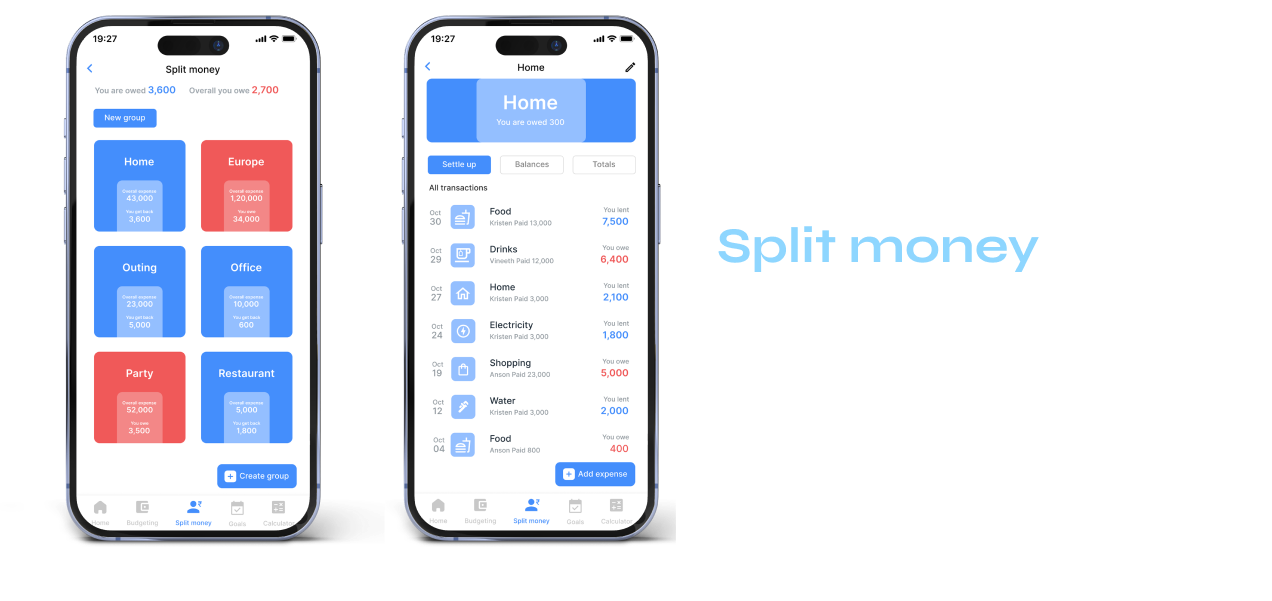 19:27
Split money
You are owed 3,600 Overall you owe 2,700
New group
Home
Overall expense
43,000
You get back
3,600
Europe
Overall expense
1,20,000
You owe
34,000
Outing
Overall expense
23,000
You get back
5,000
Office
Overall expense
10,000
You get back
600
Party
Overall expense
52,000
You owe
3,500
Restaurant
Overall expense
5,000
You get back
1,800
Create group
Home Budgeting Split money Goals Calculator
19:27
Home
Home
You are owed 300
Settle up Balances Totals
All transactions
Oct 30 Food You lent
Kristen Paid 13,000 7,500
Oct 29 Drinks You owe
Vineeth Paid 12,000 6,400
Oct 27 Home You lent
Kristen Paid 3,000 2,100
Oct 24 Electricity You lent
Kristen Paid 3,000 1,800
Oct 19 Shopping You owe
Anson Paid 23,000 5,000
Oct 12 Water You lent
Kristen Paid 3,000 2,000
Oct 04 Food You owe
Anson Paid 800 400
Add expense
Home Budgeting Split money Goals Calculator
Split money